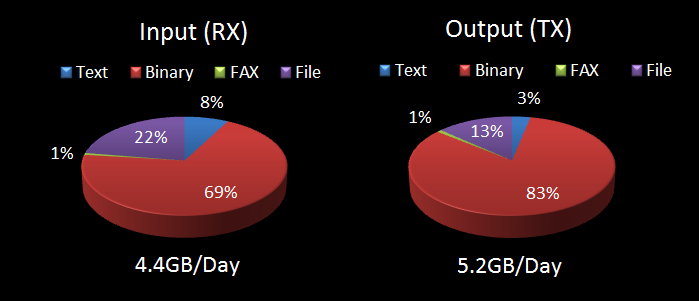 Input (RX)
Text Binary FAX File
8%
22%
1%
69%
4.4GB/Day
Output (TX)
Text Binary FAX File
3%
1%
13%
83%
5.2GB/Day